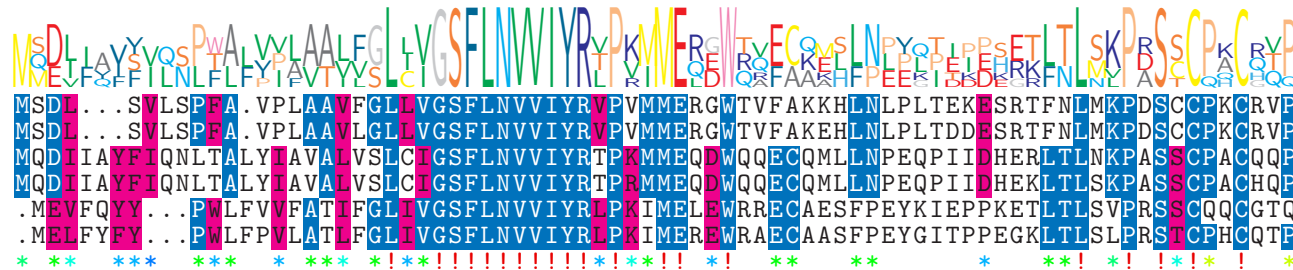 MSDL...SVLSPFA.VPLAAVFGLLVGSFLNVVIYRVPVMMERGWTVFAKKHLNLPLTEKESRTFNLMKPDSCCPKCRVP
MSDL...SVLSPFA.VPLAAVLGLLVGSFLNVVIYRVPVMMERGWTVFAKEHLNLPLTDDESRTFNLMKPDSCCPKCRVP
MQDIIAYFIQNLTALYIAVALVSLCIGSFLNVVIYRTPKMMEQDWQQECQMLLNPEQPIIDHERLTLNKPASSCPACQQP
MQDIIAYFIQNLTALYIAVALVSLCIGSFLNVVIYRTPRMMEQDWQQECQMLLNPEQPIIDHEKLTLSKPASSCPACHQP
.MEVFQYY...PWLFVVFATIFGLIVGSFLNVVIYRLPKIMELEWRRECAESFPEYKIEPPKETLTLSVPRSSCQQCGTQ
.MELFYFY...PWLFPVLATLFGLIVGSFLNVVIYRLPKIMEREWRAECAASFPEYGITPPEGKLTLSLPRSTCPHCQTP